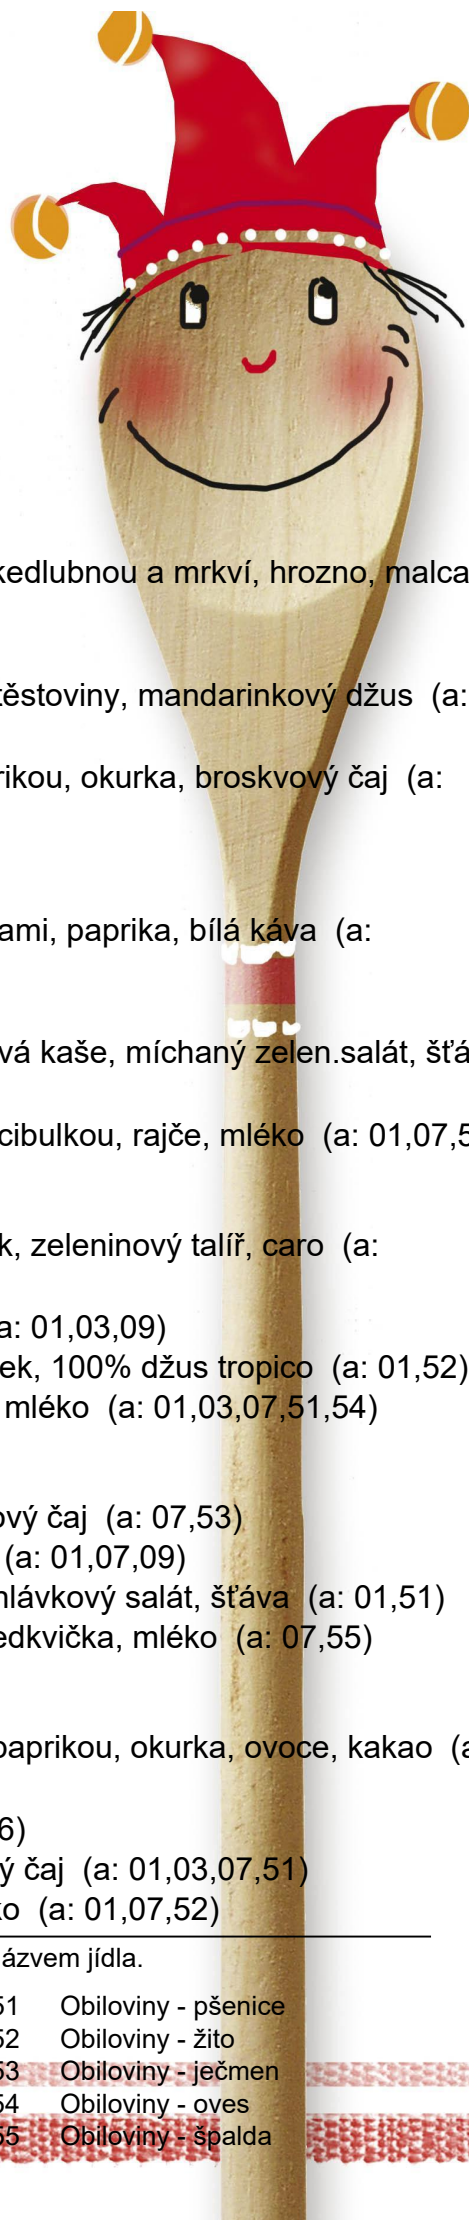 kedlubnou a mrkví, hrozno, malca
těstoviny, mandarinkový džus (a:
rikou, okurka, broskvový čaj (a:
ami, paprika, bílá káva (a:
vá kaše, míchaný zelen.salát, šťá
cibulkou, rajče, mléko (a: 01,07,5
k, zeleninový talíř, caro (a:
a: 01,03,09)
ek, 100% džus tropico (a: 01,52)
mléko (a: 01,03,07,51,54)
ový čaj (a: 07,53)
(a: 01,07,09)
hlávkový salát, šťáva (a: 01,51)
edkvička, mléko (a: 07,55)
paprikou, okurka, ovoce, kakao (a
6)
ý čaj (a: 01,03,07,51)
ko (a: 01,07,52)
ázvem jídla.
51 Obiloviny - pšenice
52 Obiloviny - žito
53 Obiloviny - ječmen
54 Obiloviny - oves
55 Obiloviny - špalda